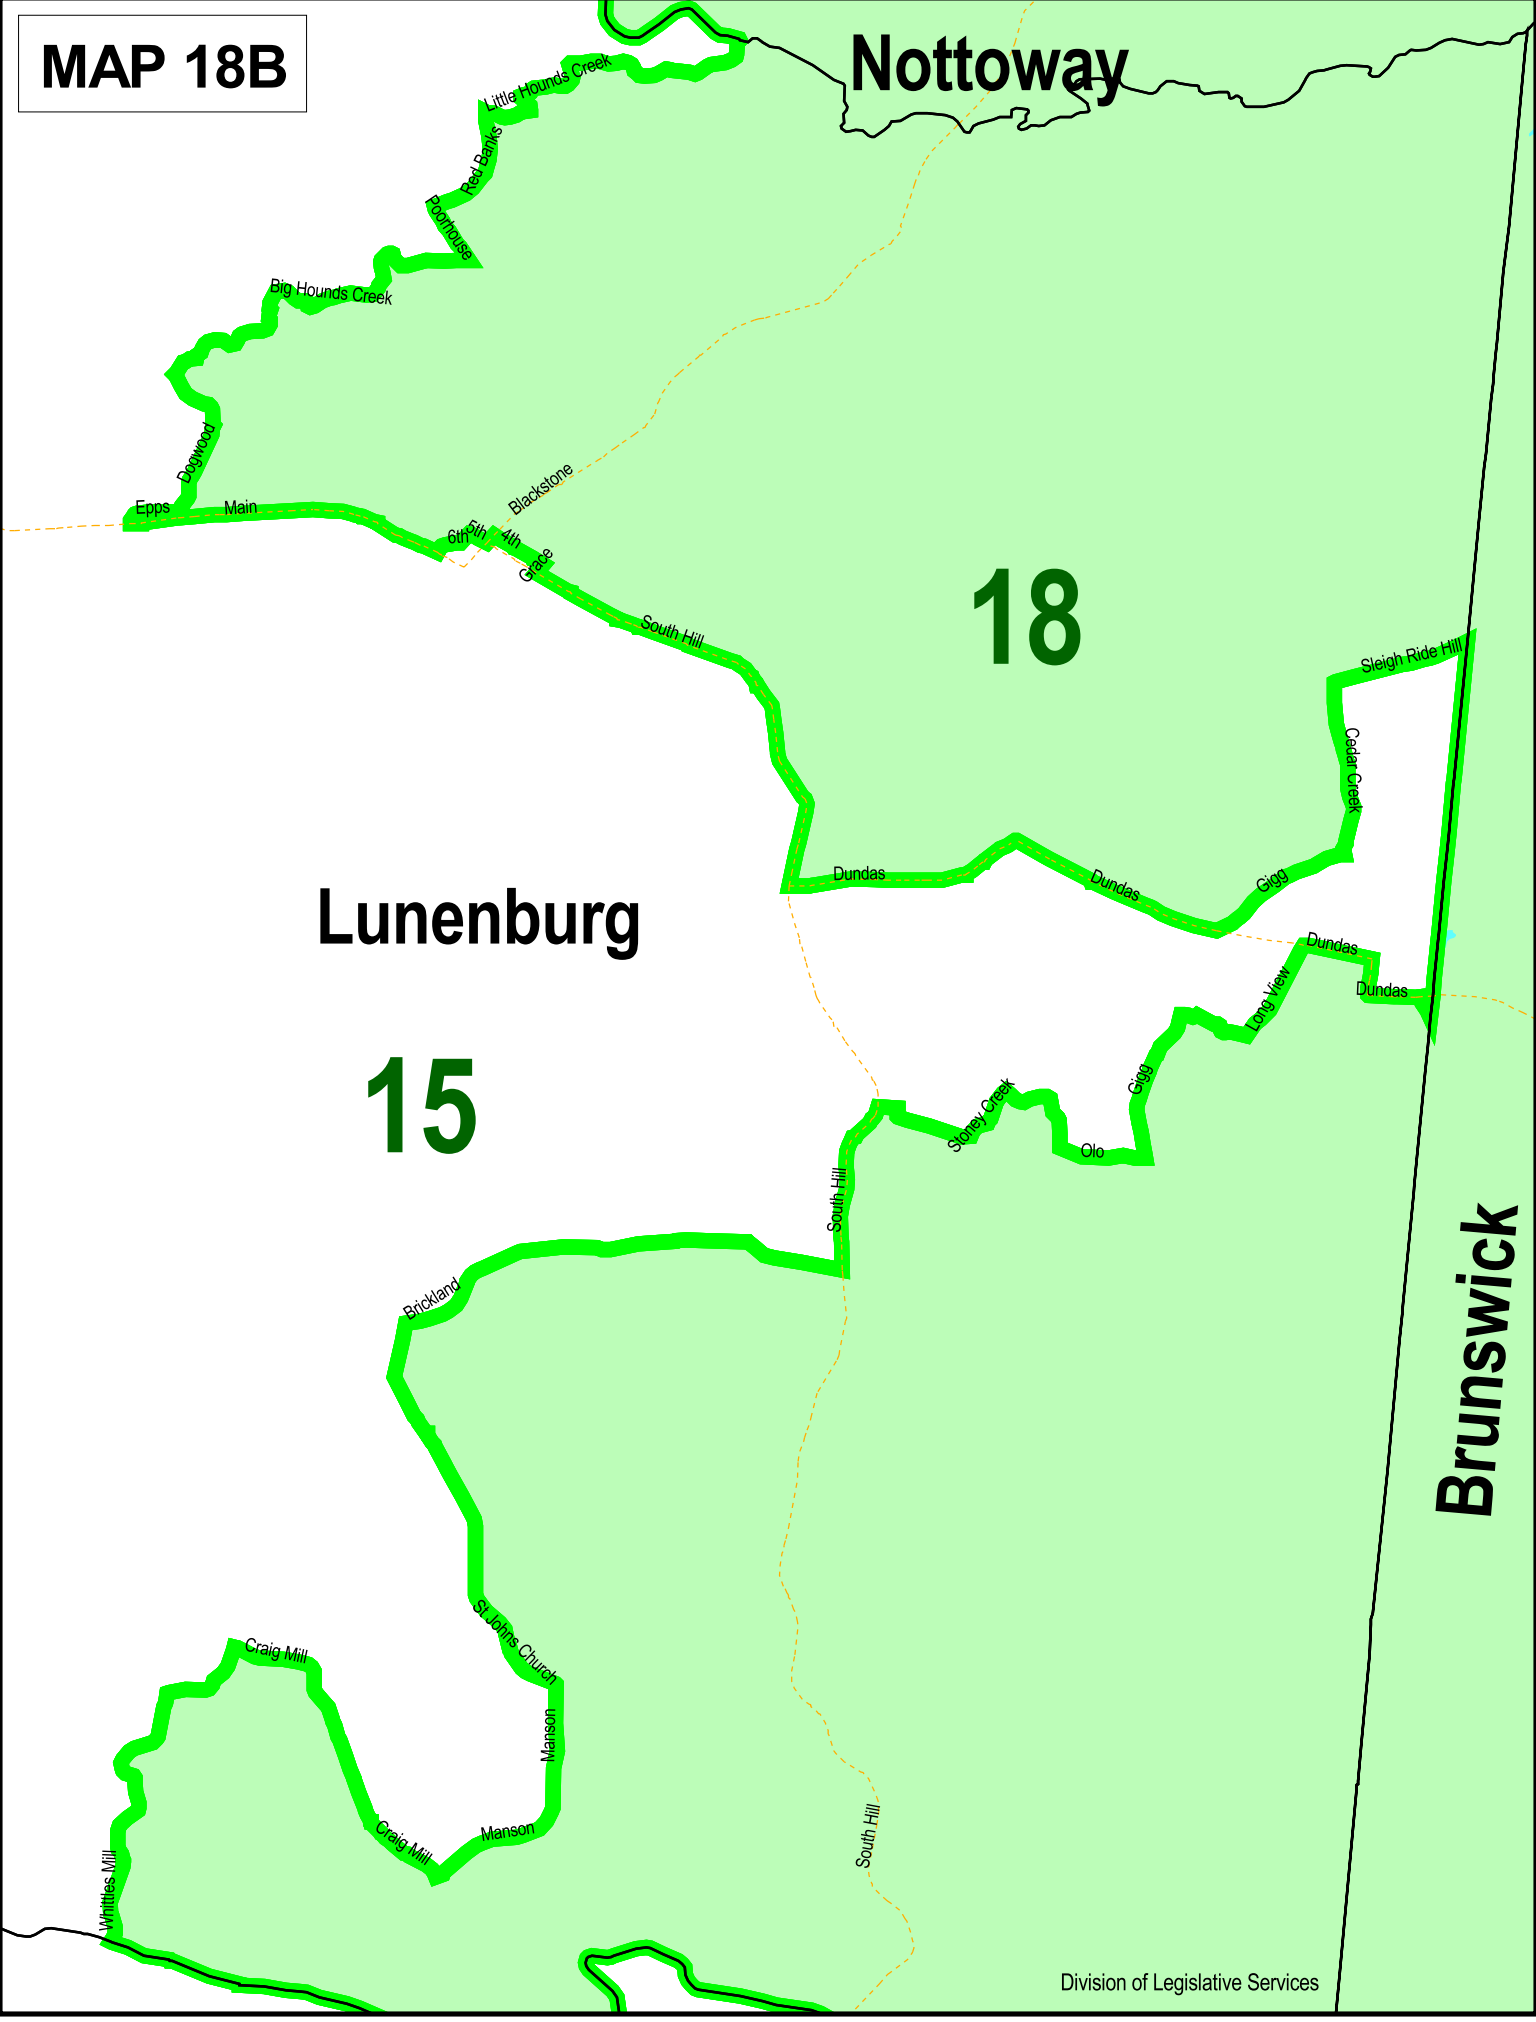 MAP 18B
Nottoway
Little Hounds Creek
Red Banks
Poorhouse
Big Hounds Creek
Dogwood
Blackstone
Epps
Main
6th
5th
4th
Grace
18
South Hill
Sleigh Ride Hill
Cedar Creek
Dundas
Dundas
Gigg
Lunenburg
Dundas
Dundas
Long View
15
Gigg
Stoney Creek
Olo
South Hill
Brickland
Brunswick
St Johns Church
Craig Mill
Manson
Manson
Craig Mill
South Hill
Whittles Mill
Division of Legislative Services